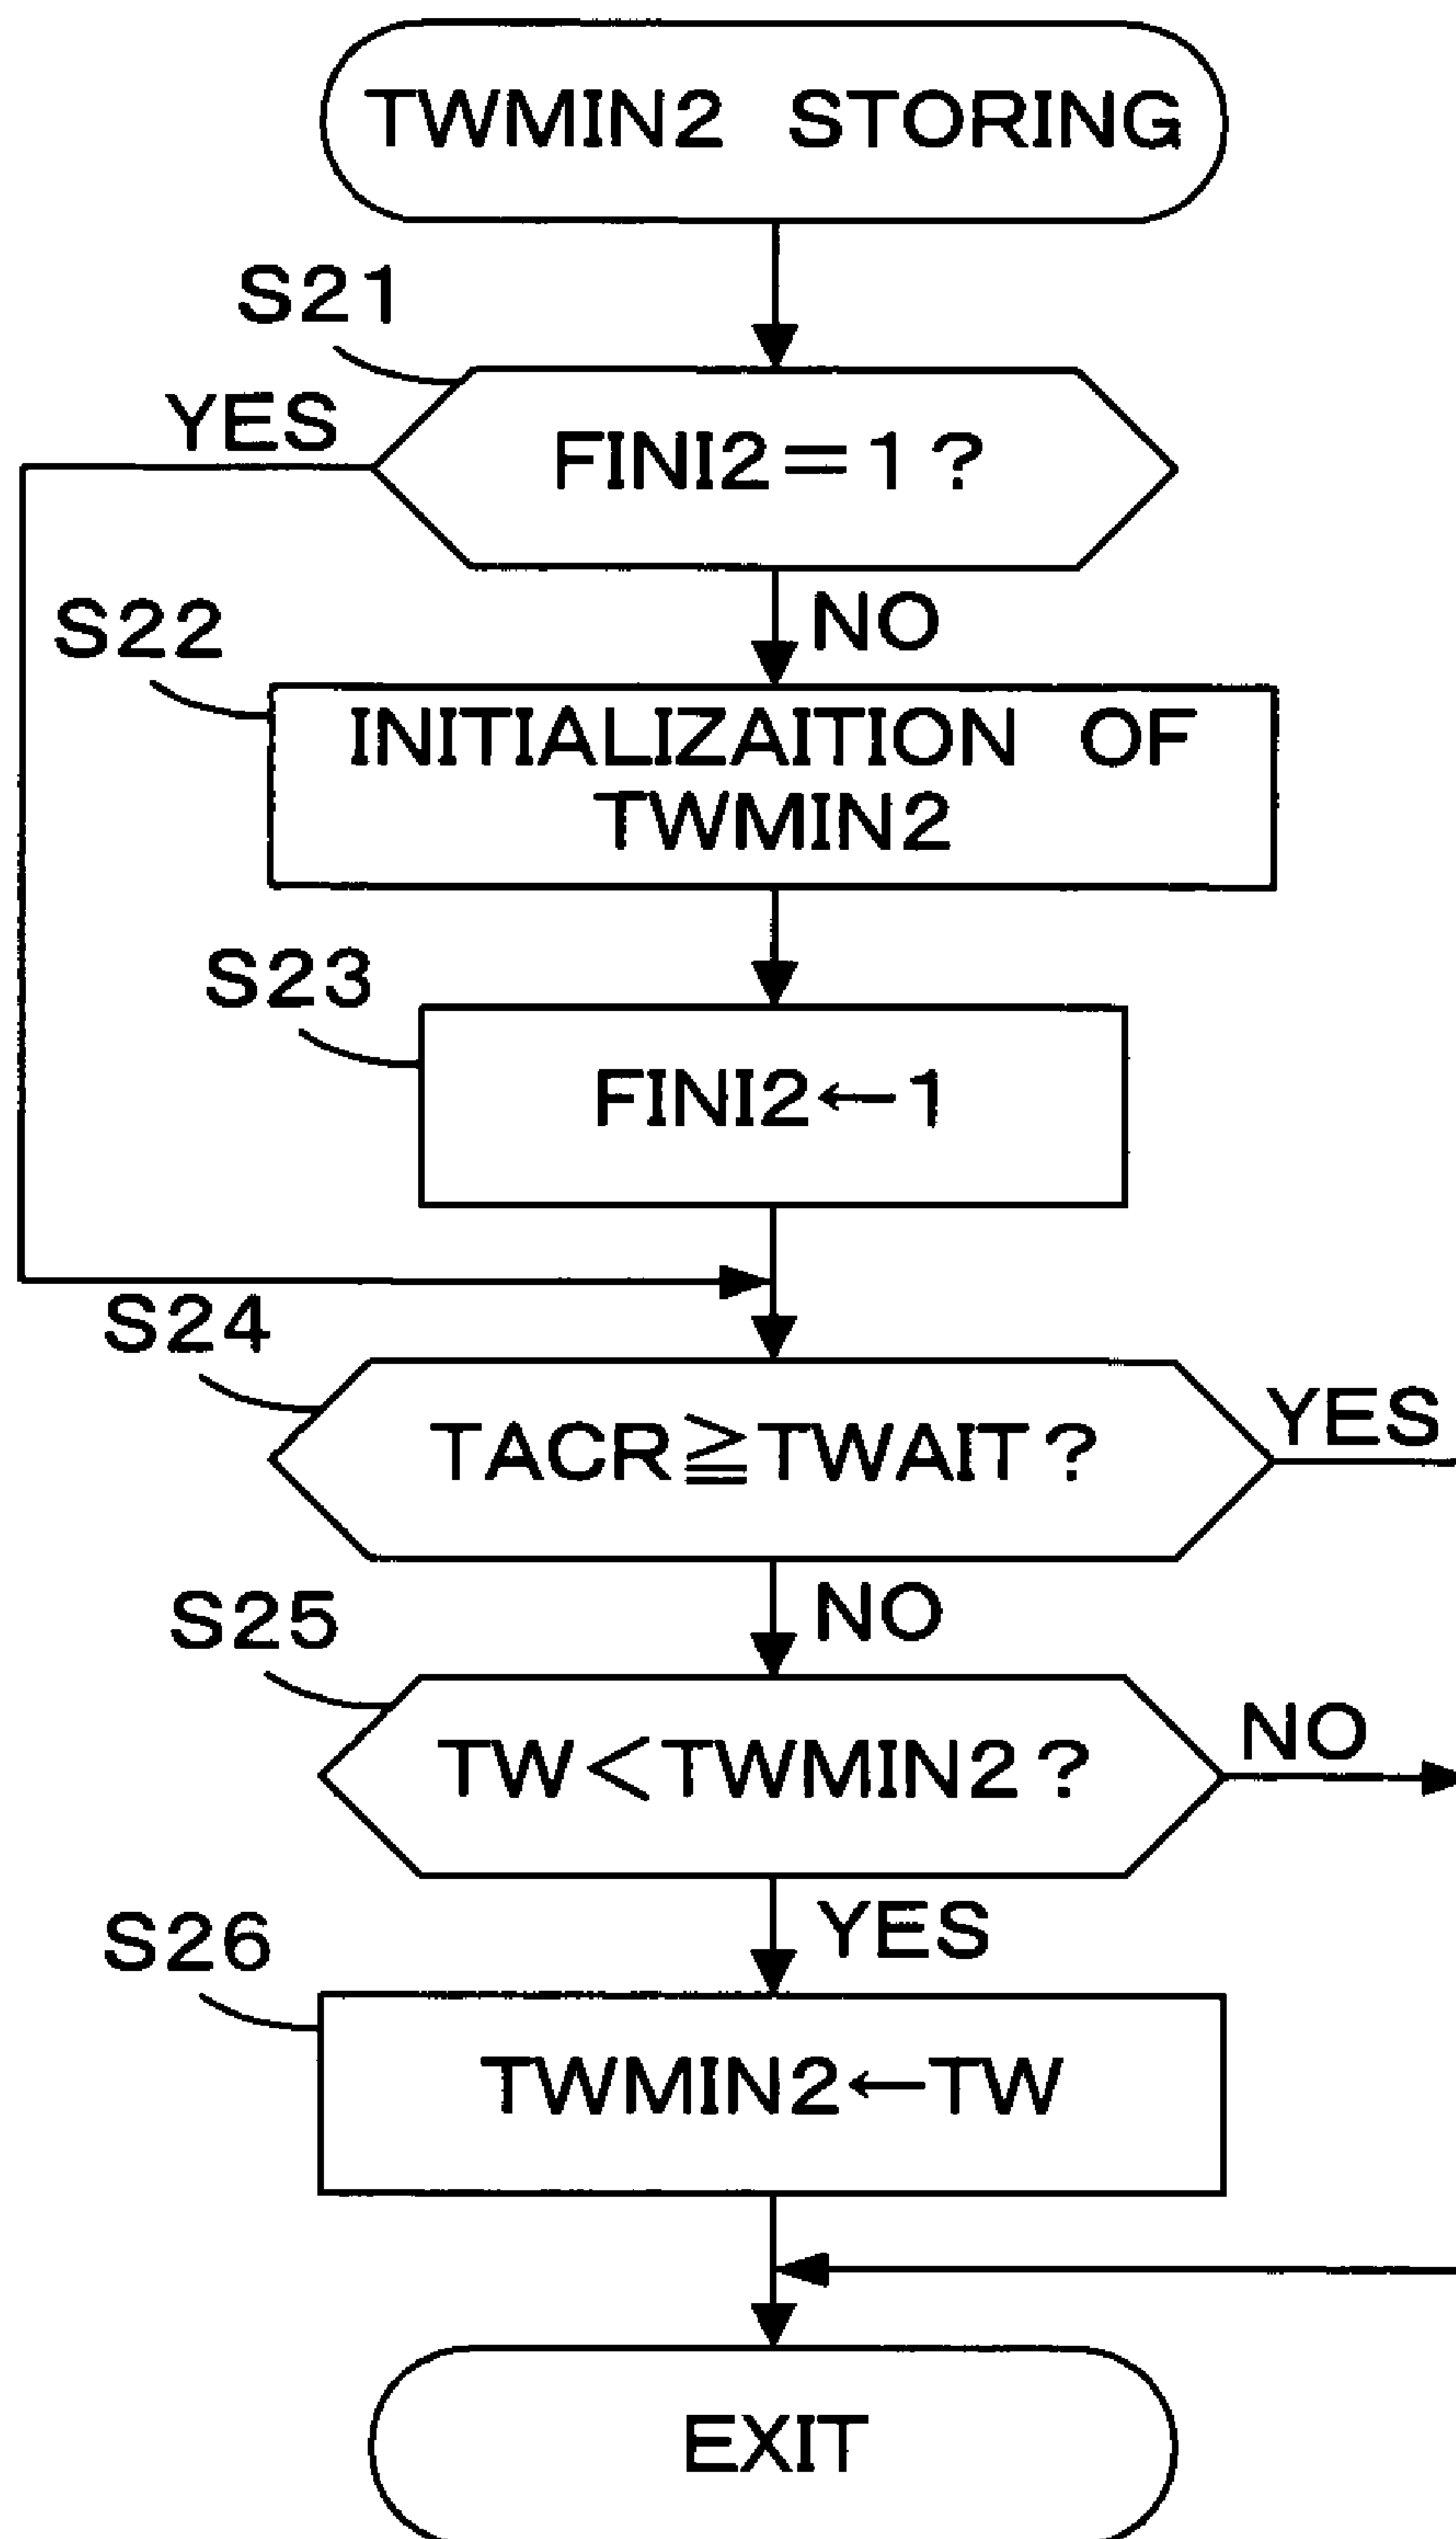 TWMIN2 STORING
S21
YES
FINI2=1?
NO
S22
INITIALIZAITION OF
TWMIN2
S23
FINI2←1
S24
TACR≧TWAIT?
YES
NO
S25
TW<TWMIN2?
NO
YES
S26
TWMIN2←TW
EXIT